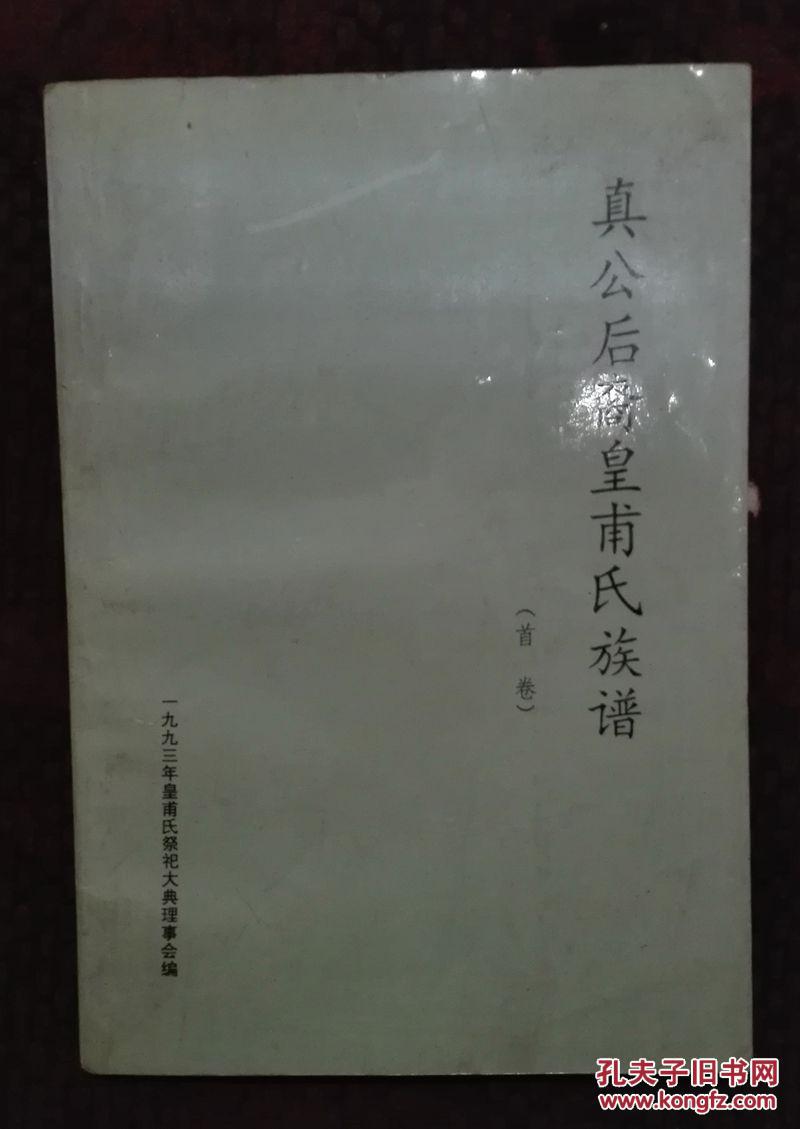 真公后裔皇甫氏族谱
（首卷）
一九九三年皇甫氏祭祀大典理事会编
孔夫子旧书网
www.kongfz.com